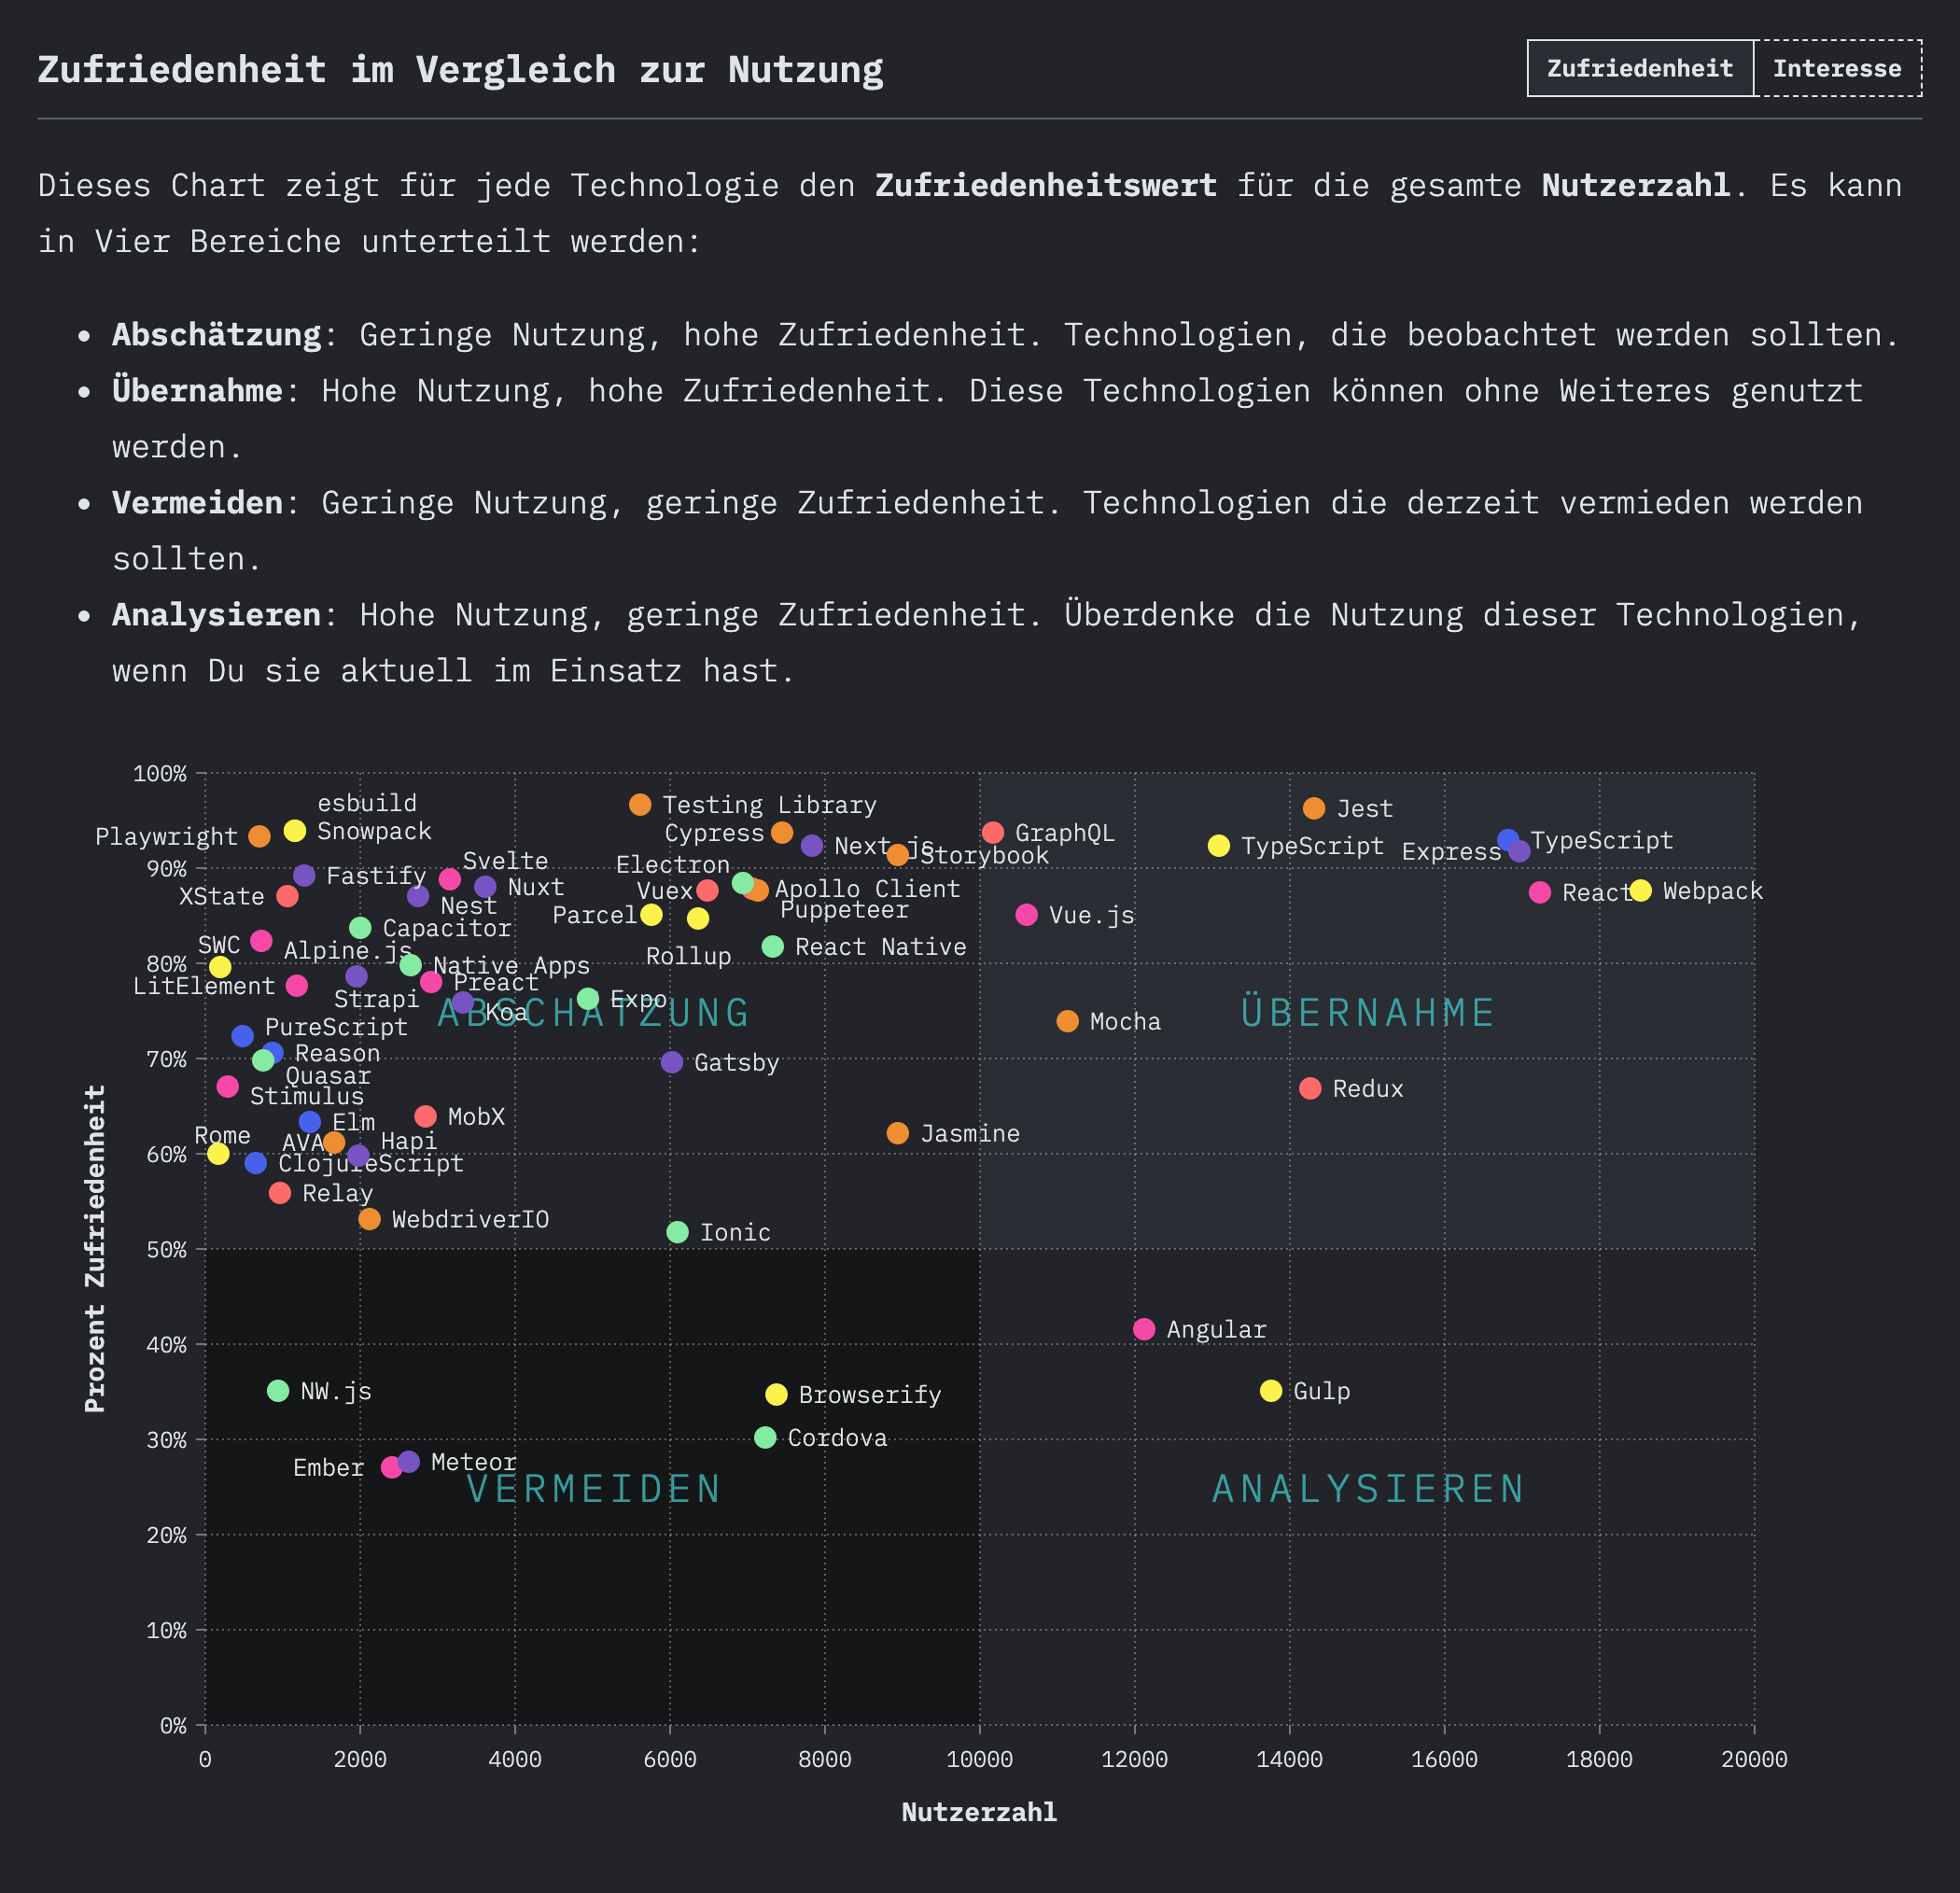 Zufriedenheit im Vergleich zur Nutzung
Zufriedenheit Interesse
Dieses Chart zeigt für jede Technologie den Zufriedenheitswert für die gesamte Nutzerzahl. Es kann
in Vier Bereiche unterteilt werden:
Abschätzung: Geringe Nutzung, hohe Zufriedenheit. Technologien, die beobachtet werden sollten.
Übernahme: Hohe Nutzung, hohe Zufriedenheit. Diese Technologien können ohne Weiteres genutzt
werden.
Vermeiden: Geringe Nutzung, geringe Zufriedenheit. Technologien die derzeit vermieden werden
sollten.
Analysieren: Hohe Nutzung, geringe Zufriedenheit. Überdenke die Nutzung dieser Technologien,
wenn Du sie aktuell im Einsatz hast.
100%
esbuild
Testing Library
Jest
Playwright
Snowpack
Cypress
GraphQL
TypeScript
Next.js
TypeScript
Express
Storybook
90%
Svelte
Electron
Fastify
Nuxt
Vuex
Apollo Client
React
Webpack
XState
Nest
Puppeteer
Parcel
Vue.js
Capacitor
SWC
Alpine.js
Rollup
React Native
80%
Native Apps
LitElement
Preact
Strapi
Expo
Koa
ABSCHÄTZUNG
ÜBERNAHME
Mocha
PureScript
70%
Reason
Gatsby
Quasar
Stimulus
Redux
Elm
MobX
Rome
AVA
Hapi
Jasmine
60%
ClojureScript
Relay
WebdriverIO
Ionic
50%
Angular
40%
NW.js
Browserify
Gulp
30%
Cordova
Ember
Meteor
VERMEIDEN
ANALYSIEREN
20%
10%
0%
Prozent Zufriedenheit
0 2000 4000 6000 8000 10000 12000 14000 16000 18000 20000
Nutzerzahl